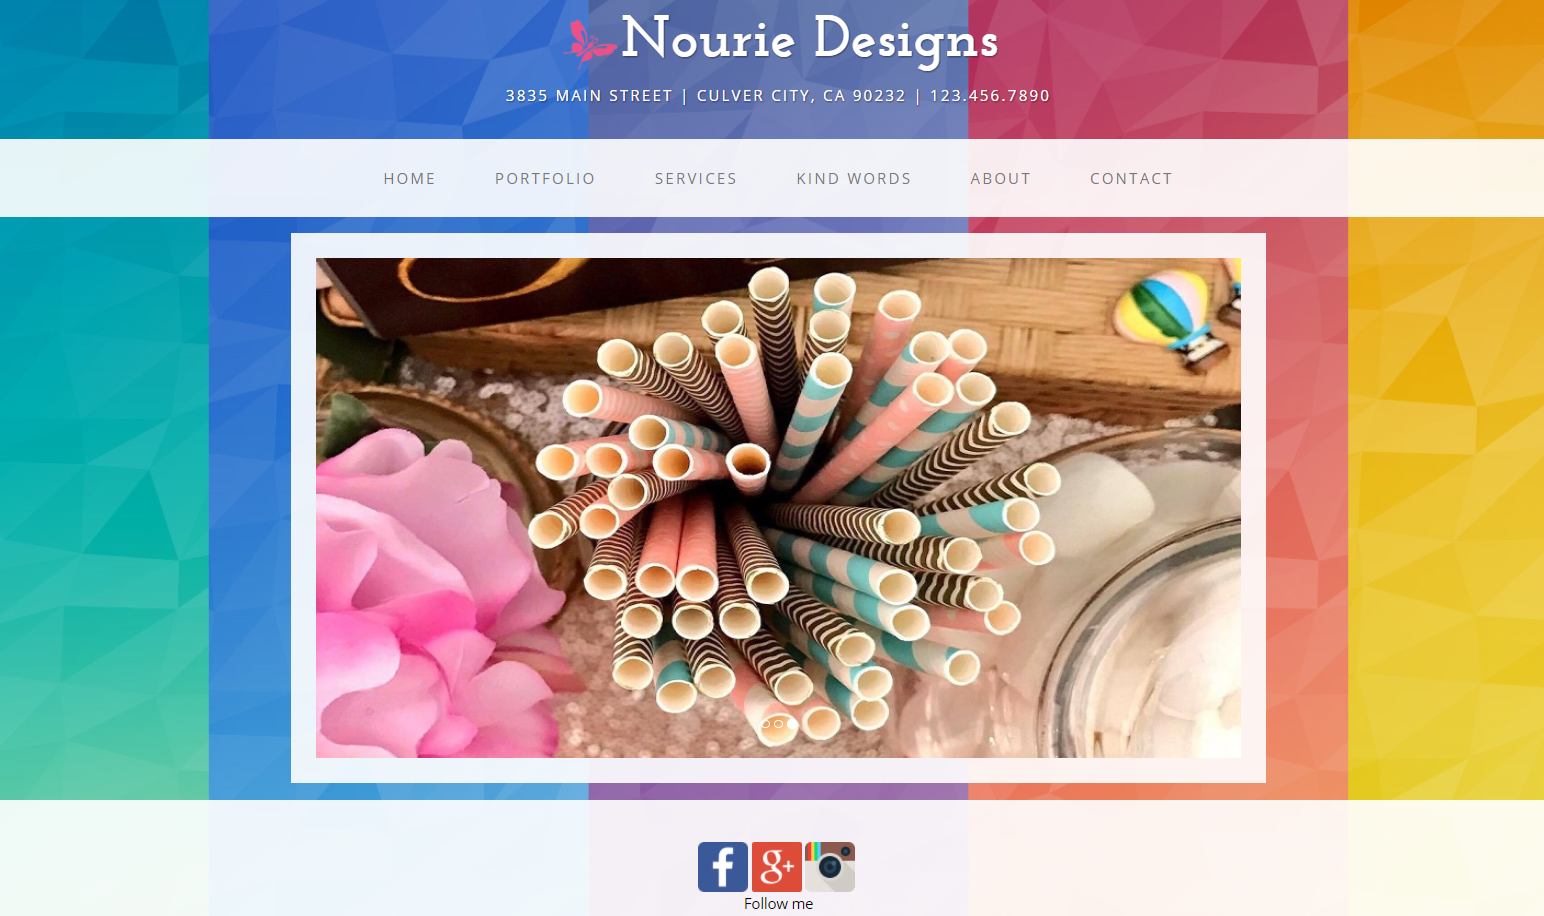 Nourie Designs
3835 MAIN STREET | CULVER CITY, CA 90232 | 123.456.7890
HOME PORTFOLIO SERVICES KIND WORDS ABOUT CONTACT
f g+
Follow me